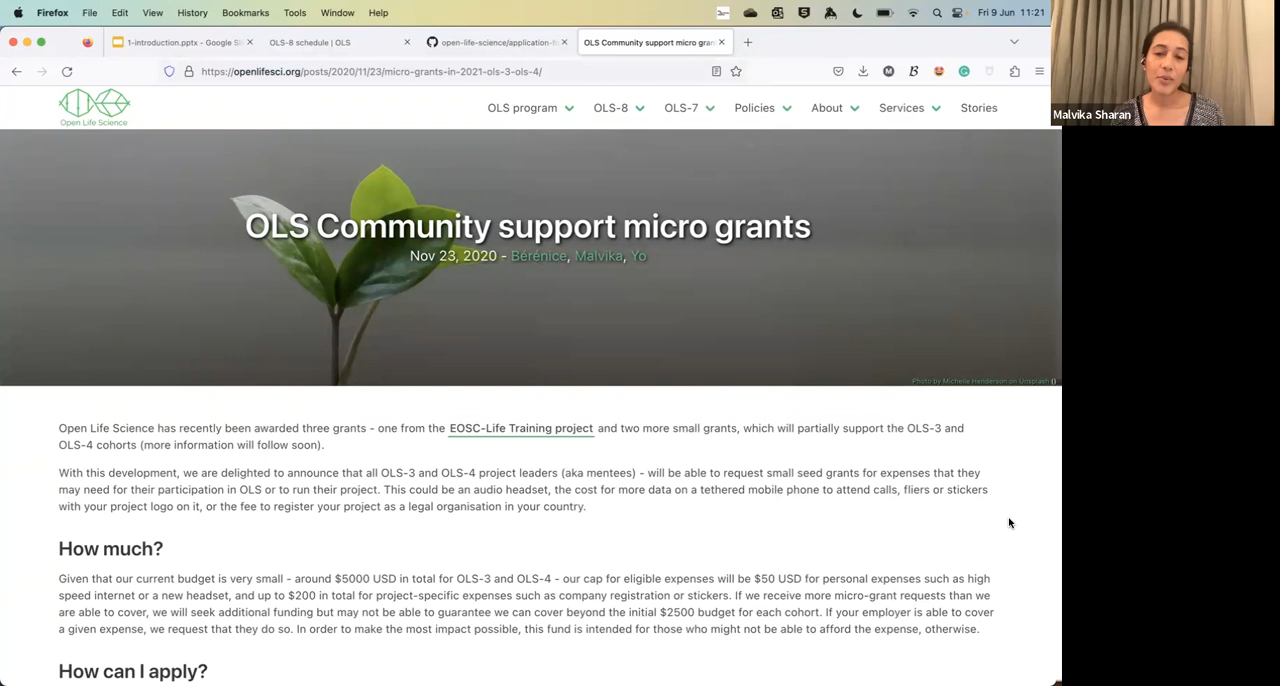 Firefox File Edit View History Bookmarks Tools Window Help Fri 9 Jun 11:21
1-introduction.pptx - Google Sl OLS-8 schedule | OLS open-life-science/application-f OLS Community support micro gran
https://openlifesci.org/posts/2020/11/23/micro-grants-in-2021-ols-3-ols-4/
Open Life Science
OLS program OLS-8 OLS-7 Policies About Services Stories
Malvika Sharan
OLS Community support micro grants
Nov 23, 2020 - Bérénice, Malvika, Yo
Photo by Michelle Henderson on Unsplash ()
Open Life Science has recently been awarded three grants - one from the EOSC-Life Training project and two more small grants, which will partially support the OLS-3 and
OLS-4 cohorts (more information will follow soon).
With this development, we are delighted to announce that all OLS-3 and OLS-4 project leaders (aka mentees) - will be able to request small seed grants for expenses that they
may need for their participation in OLS or to run their project. This could be an audio headset, the cost for more data on a tethered mobile phone to attend calls, fliers or stickers
with your project logo on it, or the fee to register your project as a legal organisation in your country.
How much?
Given that our current budget is very small - around $5000 USD in total for OLS-3 and OLS-4 - our cap for eligible expenses will be $50 USD for personal expenses such as high
speed internet or a new headset, and up to $200 in total for project-specific expenses such as company registration or stickers. If we receive more micro-grant requests than we
are able to cover, we will seek additional funding but may not be able to guarantee we can cover beyond the initial $2500 budget for each cohort. If your employer is able to cover
a given expense, we request that they do so. In order to make the most impact possible, this fund is intended for those who might not be able to afford the expense, otherwise.
How can I apply?